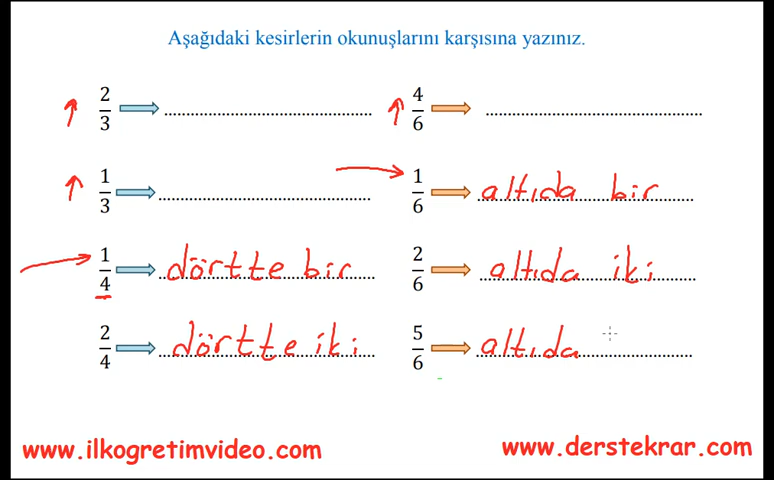 Aşağıdaki kesirlerin okunuşlarını karşısına yazınız.
2/3 ........................................ 4/6 ........................................
1/3 ........................................ 1/6 altıda bir
1/4 dörtte bir 2/6 altıda iki
2/4 dörtte iki 5/6 altıda
www.ilkogretimvideo.com www.derstekrar.com